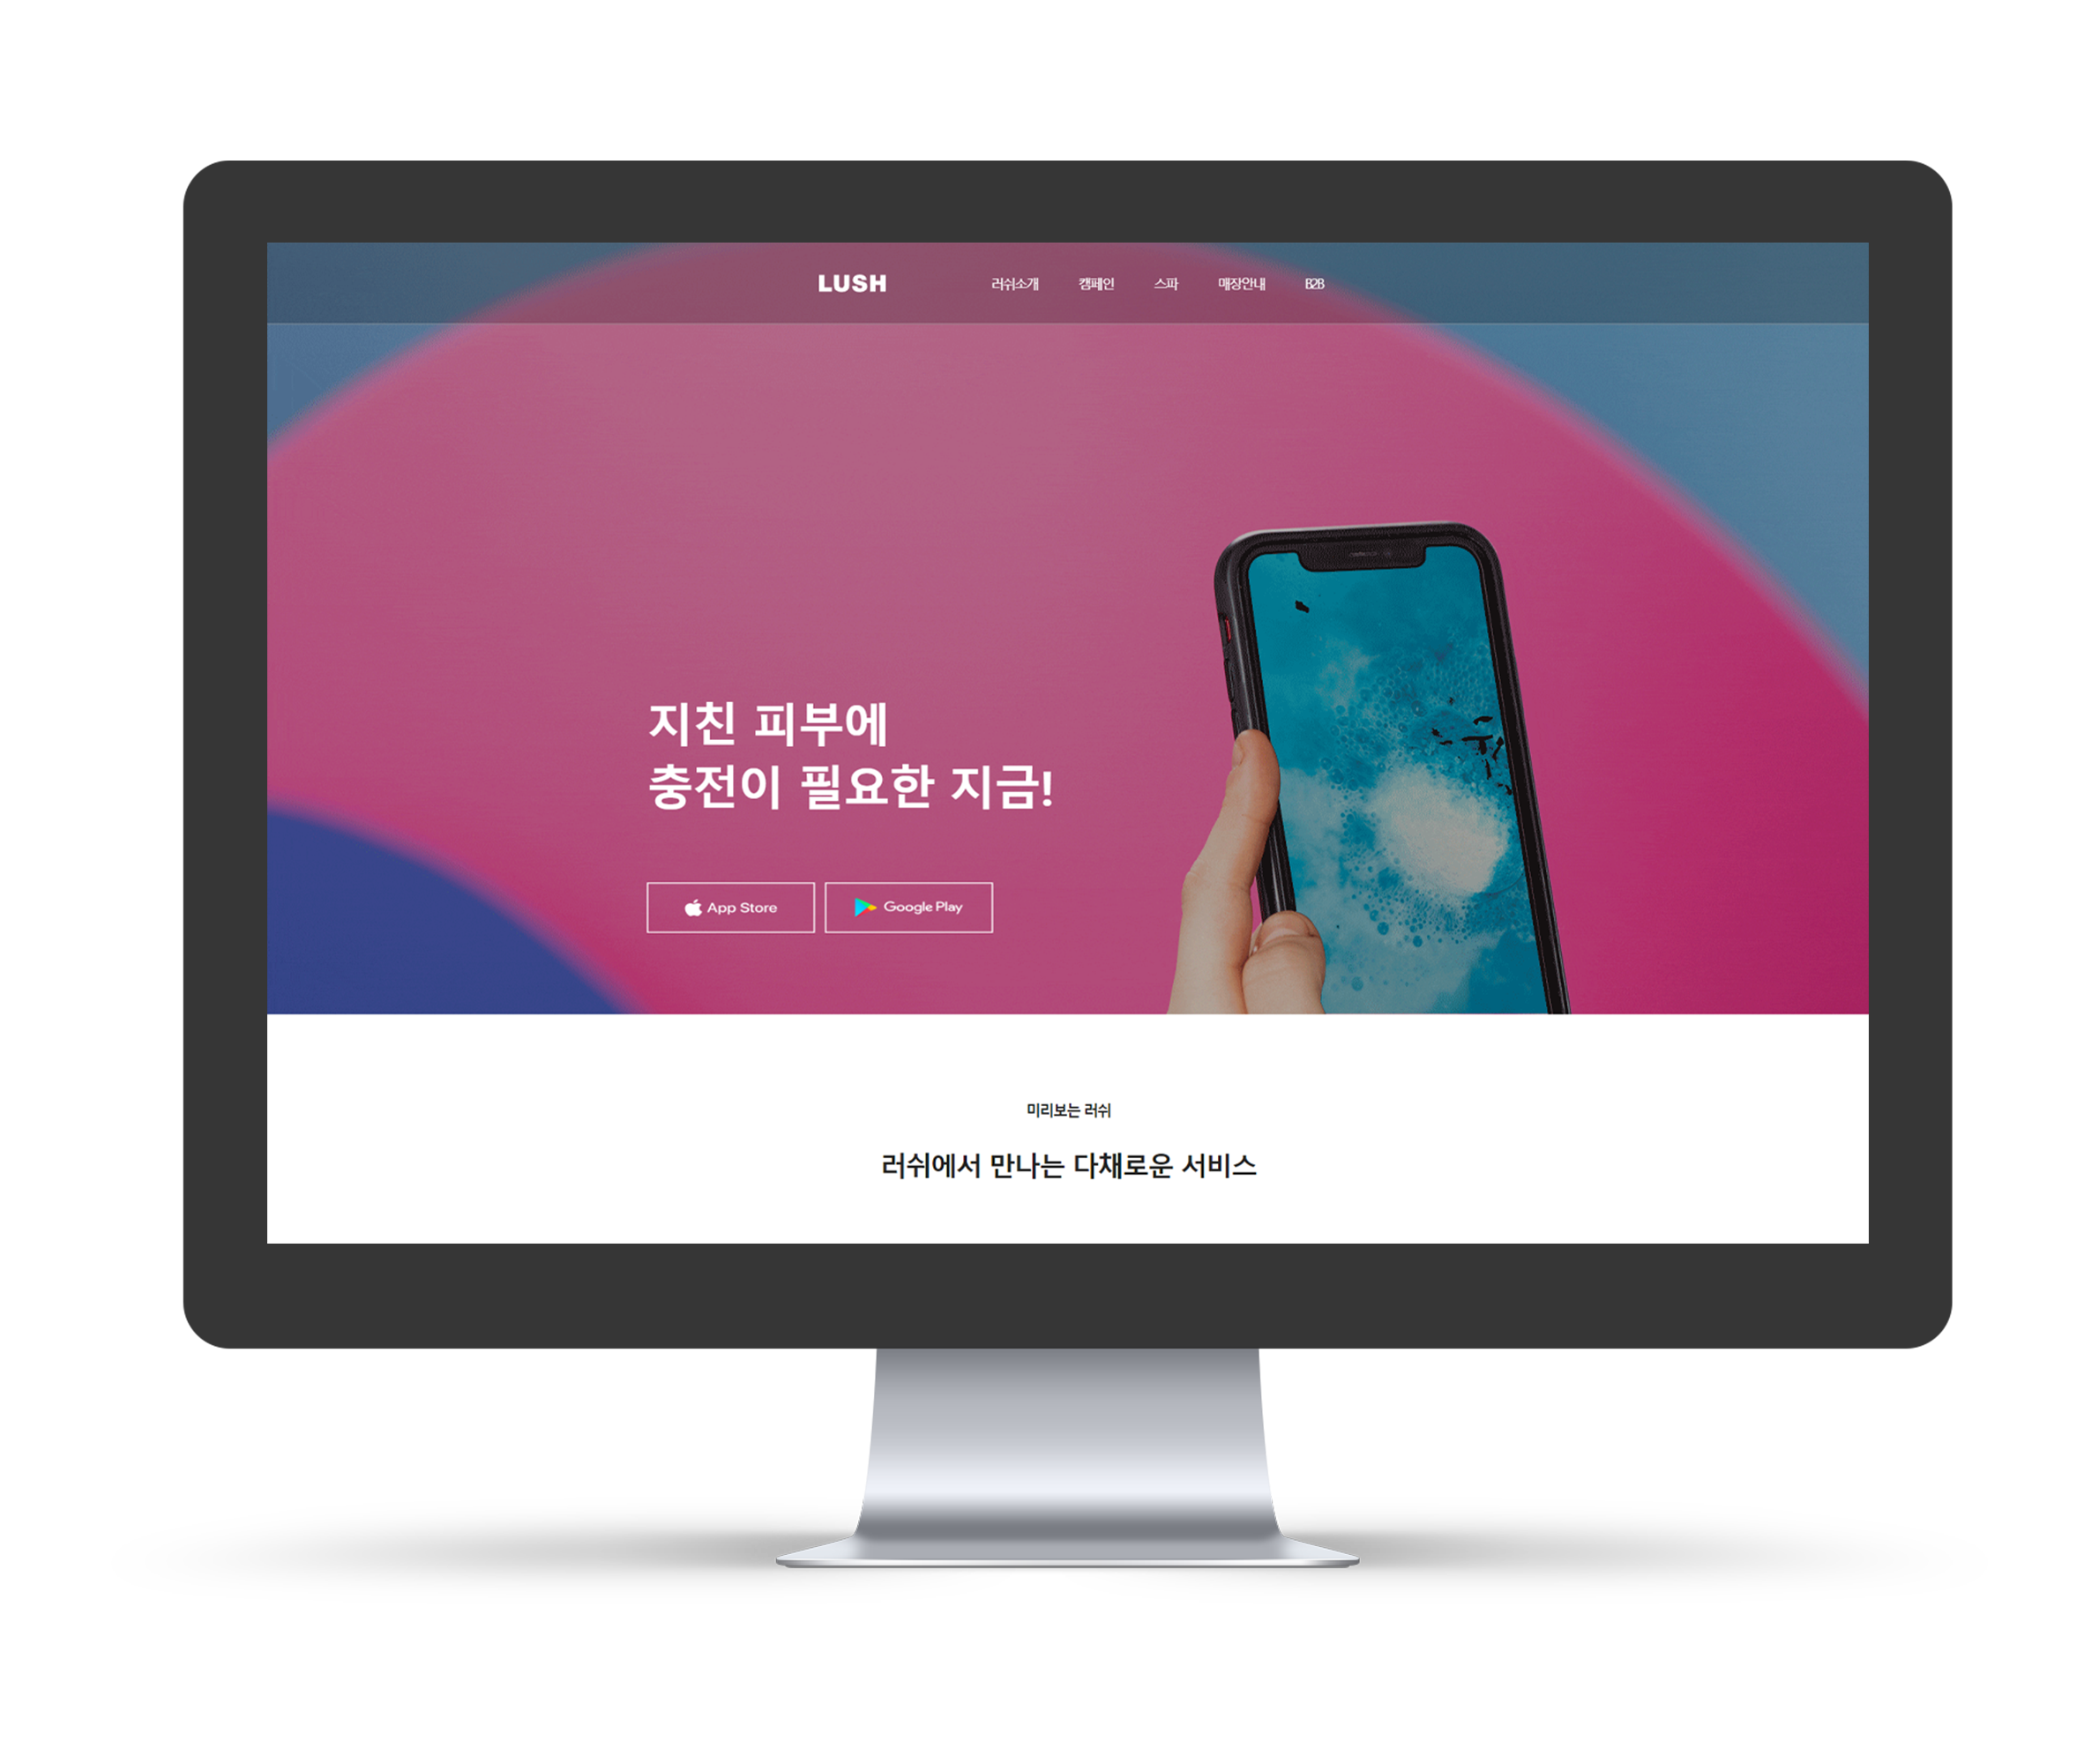 LUSH 러쉬소개 캠페인 스파 매장안내 B2B
지친 피부에
충전이 필요한 지금!
App Store Google Play
미리보는 러쉬
러쉬에서 만나는 다채로운 서비스